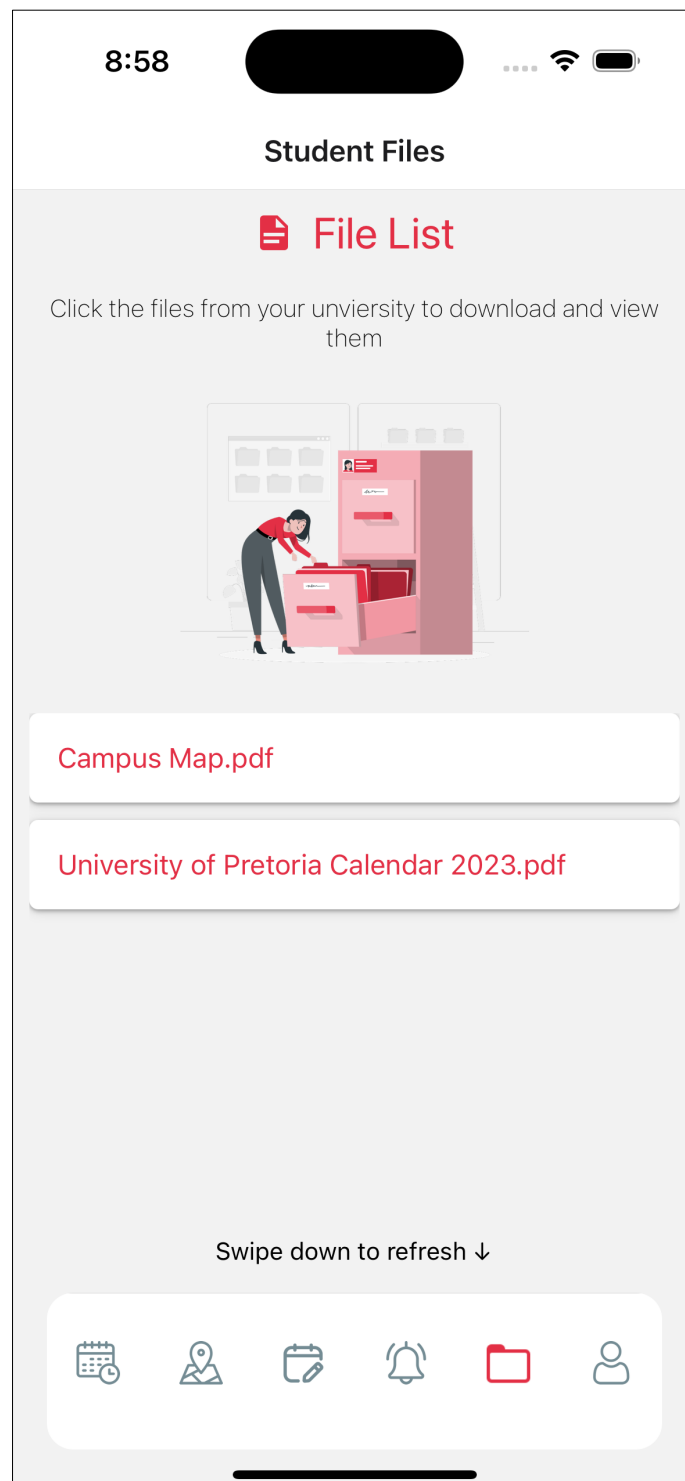 8:58
Student Files
File List
Click the files from your unviersity to download and view
them
Campus Map.pdf
University of Pretoria Calendar 2023.pdf
Swipe down to refresh ↓